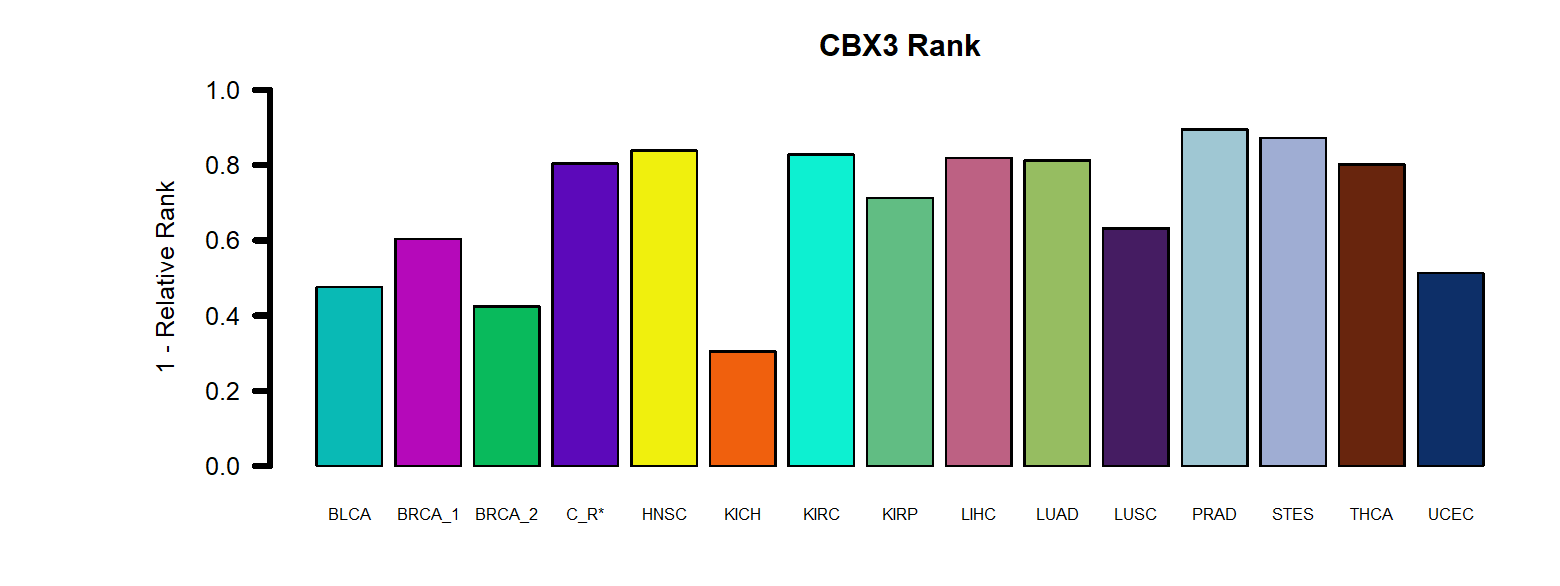 CBX3 Rank
1 - Relative Rank
1.0
0.8
0.6
0.4
0.2
0.0
BLCA BRCA_1 BRCA_2 C_R* HNSC KICH KIRC KIRP LIHC LUAD LUSC PRAD STES THCA UCEC